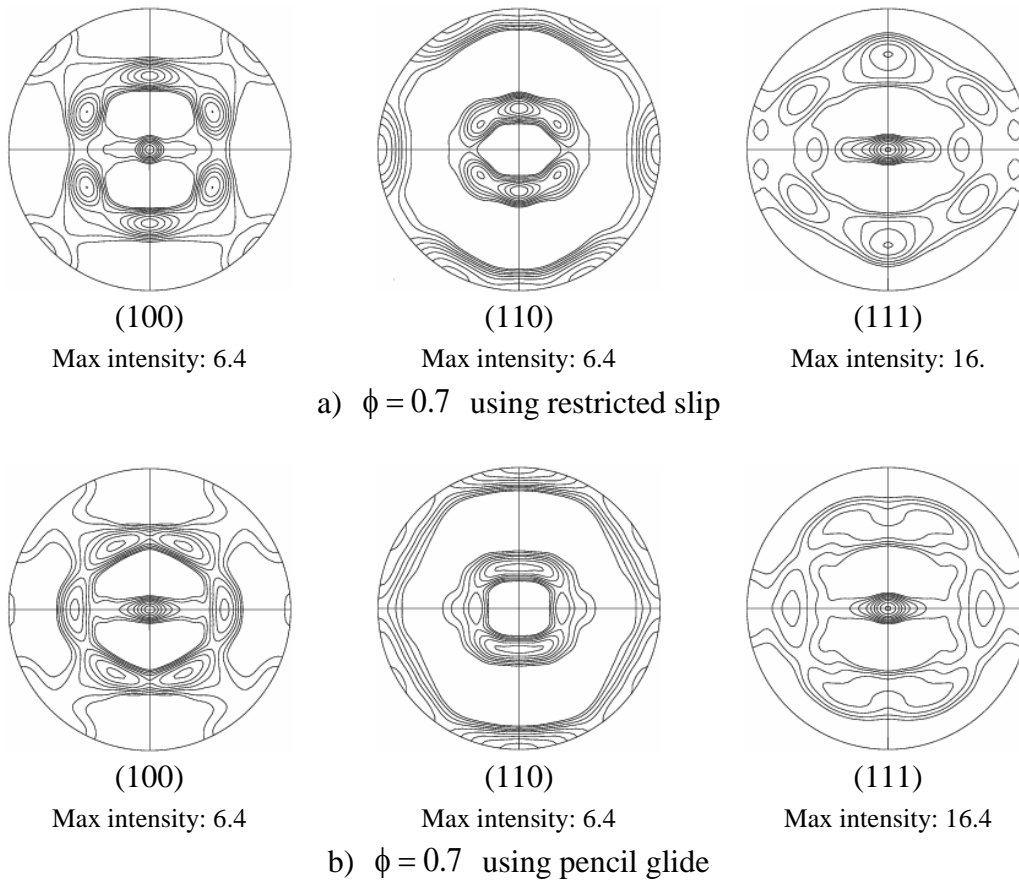 (100) (110) (111)
Max intensity: 6.4 Max intensity: 6.4 Max intensity: 16.
a) ϕ = 0.7 using restricted slip
(100) (110) (111)
Max intensity: 6.4 Max intensity: 6.4 Max intensity: 16.4
b) ϕ = 0.7 using pencil glide